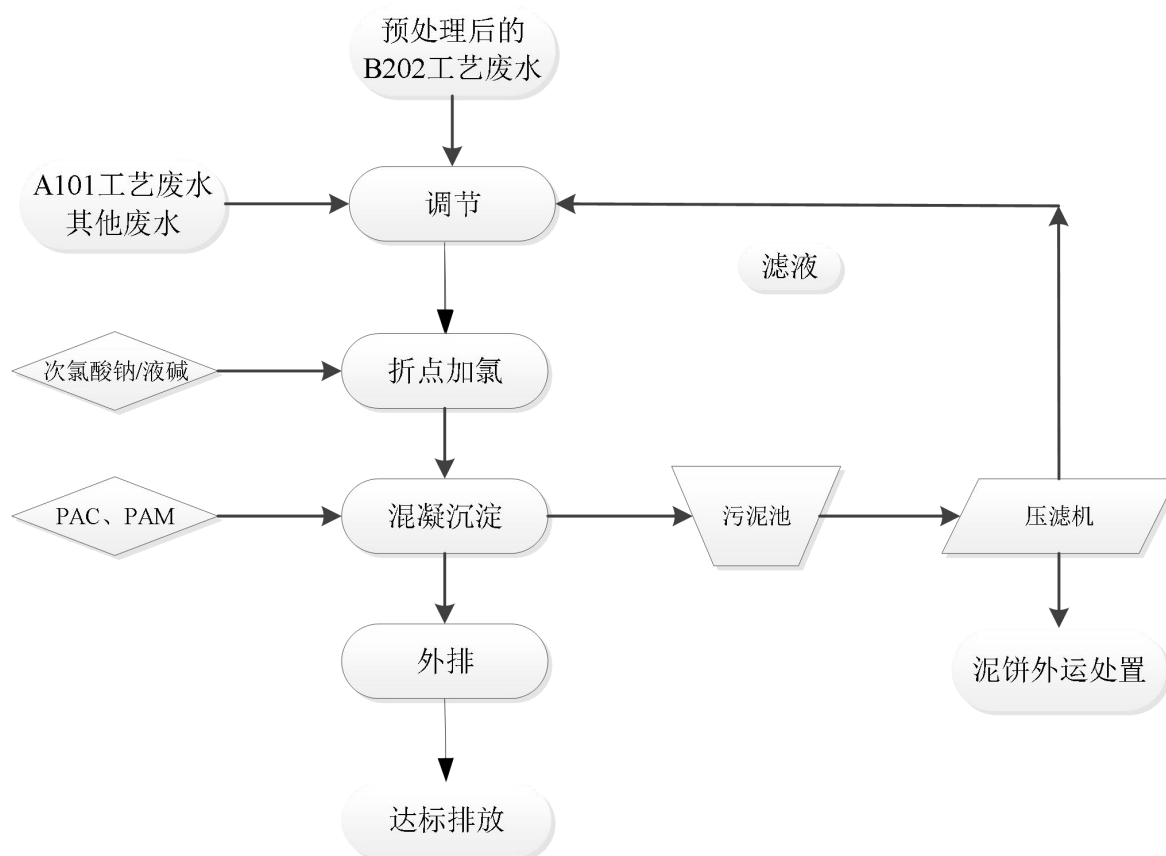 预处理后的
B202工艺废水
A101工艺废水
其他废水
调节
滤液
次氯酸钠/液碱
折点加氯
PAC、PAM
混凝沉淀
污泥池
压滤机
外排
泥饼外运处置
达标排放